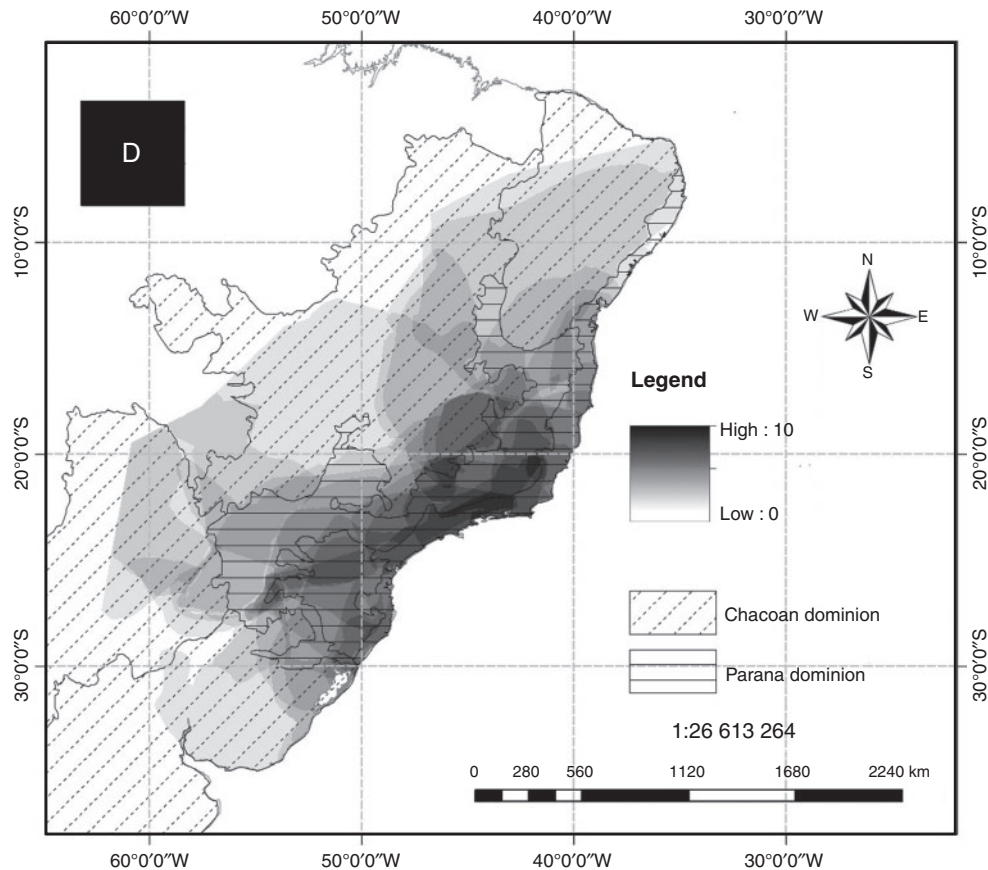 60°0'0"W 50°0'0"W 40°0'0"W 30°0'0"W
D
10°0'0"S 10°0'0"S
N
W E
S
Legend
High : 10
20°0'0"S 20°0'0"S
Low : 0
Chacoan dominion
30°0'0"S Parana dominion 30°0'0"S
1:26 613 264
0 280 560 1120 1680 2240 km
60°0'0"W 50°0'0"W 40°0'0"W 30°0'0"W